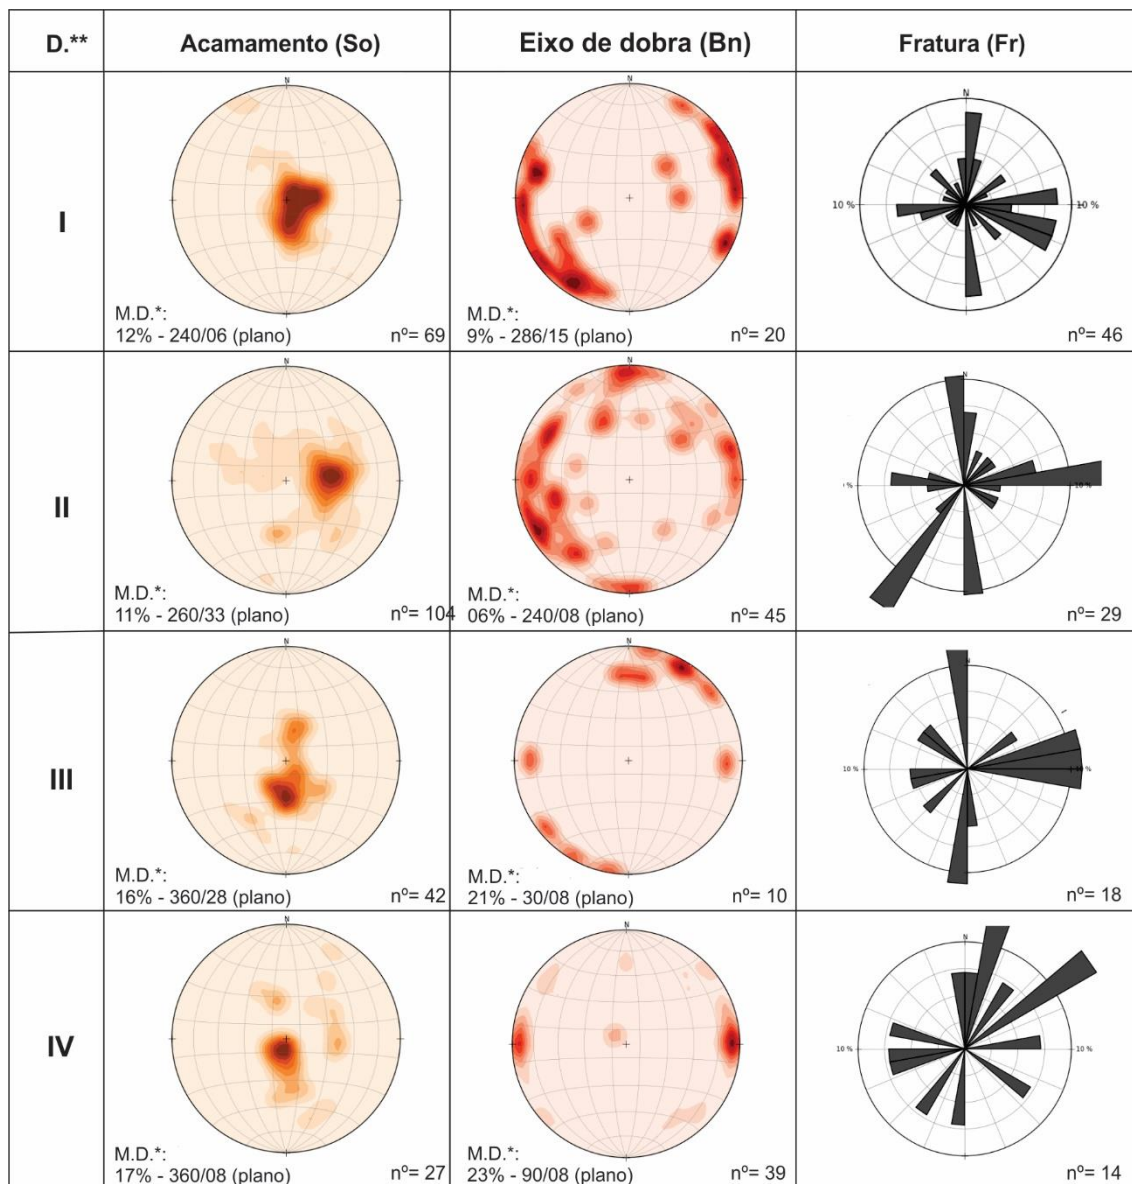 D.** Acamamento (So) Eixo de dobra (Bn) Fratura (Fr)
I
N
N
N
10 %
10 %
M.D.*:
12% - 240/06 (plano) nº= 69
M.D.*:
9% - 286/15 (plano) nº= 20
nº= 46
II
N
N
N
%
10 %
M.D.*:
11% - 260/33 (plano) nº= 104
M.D.*:
06% - 240/08 (plano) nº= 45
nº= 29
III
N
N
N
10 %
10 %
M.D.*:
16% - 360/28 (plano) nº= 42
M.D.*:
21% - 30/08 (plano) nº= 10
nº= 18
IV
N
N
N
10 %
10 %
M.D.*:
17% - 360/08 (plano) nº= 27
M.D.*:
23% - 90/08 (plano) nº= 39
nº= 14